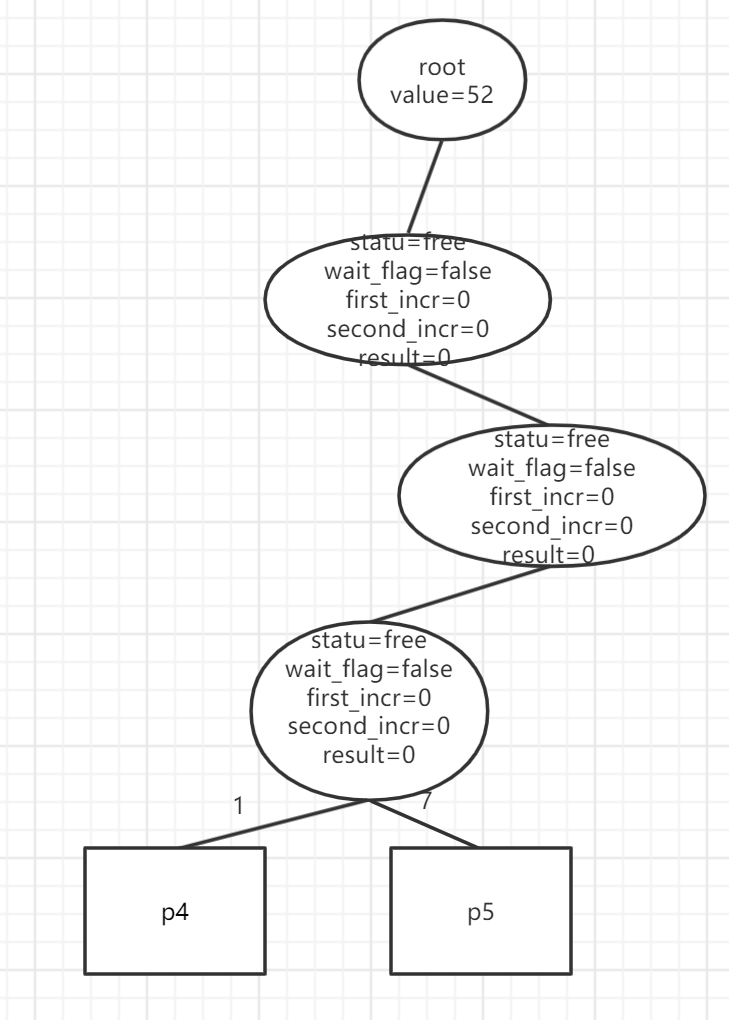 root
value=52
statu=free
wait_flag=false
first_incr=0
second_incr=0
result=0
statu=free
wait_flag=false
first_incr=0
second_incr=0
result=0
statu=free
wait_flag=false
first_incr=0
second_incr=0
result=0
1
7
p4
p5